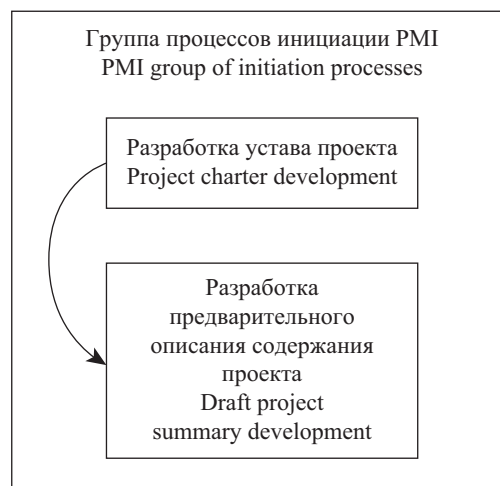 Группа процессов инициации PMI
PMI group of initiation processes
Разработка устава проекта
Project charter development
Разработка
предварительного
описания содержания
проекта
Draft project
summary development